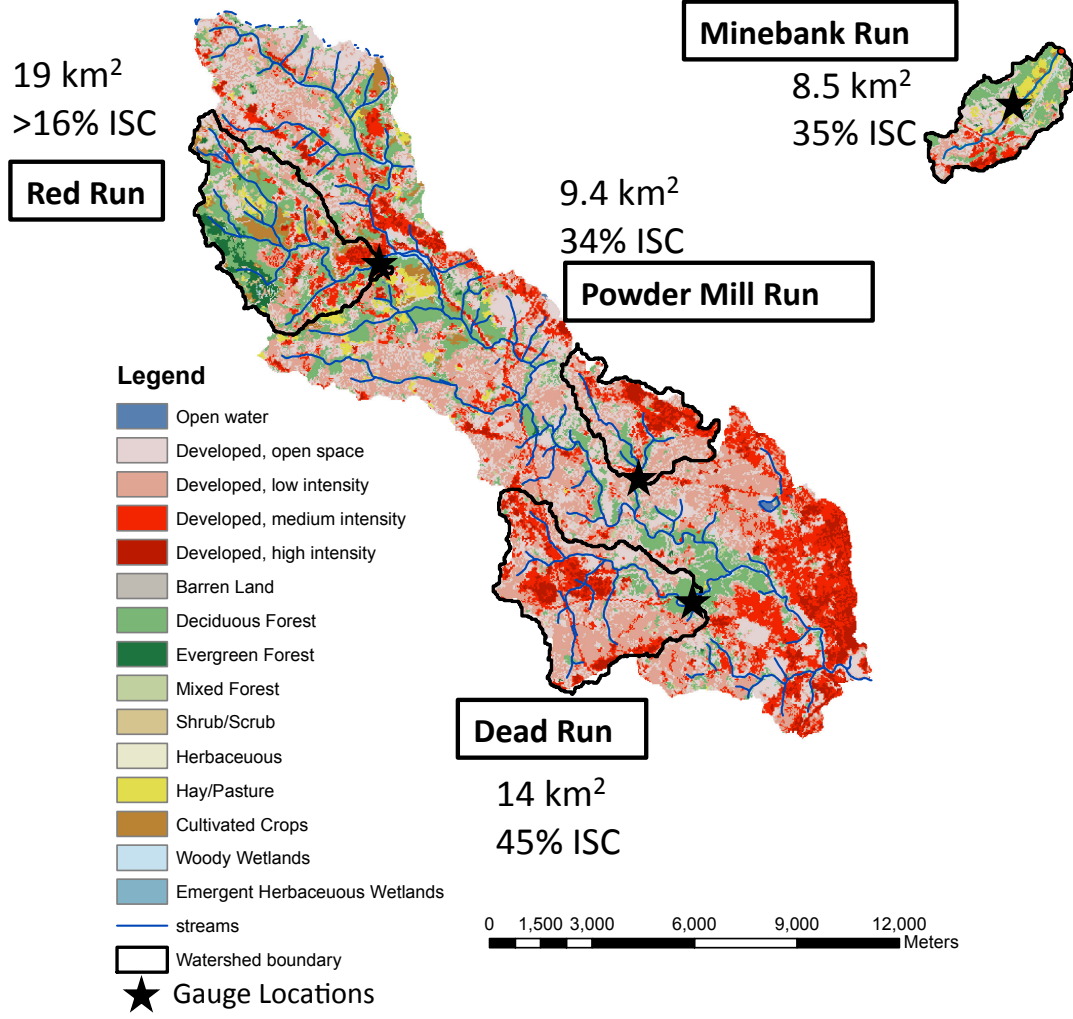 Minebank Run
8.5 km²
35% ISC
19 km²
>16% ISC
Red Run
9.4 km²
34% ISC
Powder Mill Run
Legend
Open water
Developed, open space
Developed, low intensity
Developed, medium intensity
Developed, high intensity
Barren Land
Deciduous Forest
Evergreen Forest
Mixed Forest
Shrub/Scrub
Herbaceuous
Hay/Pasture
Cultivated Crops
Woody Wetlands
Emergent Herbaceuous Wetlands
streams
Watershed boundary
Gauge Locations
Dead Run
14 km²
45% ISC
0 1,500 3,000 6,000 9,000 12,000
Meters